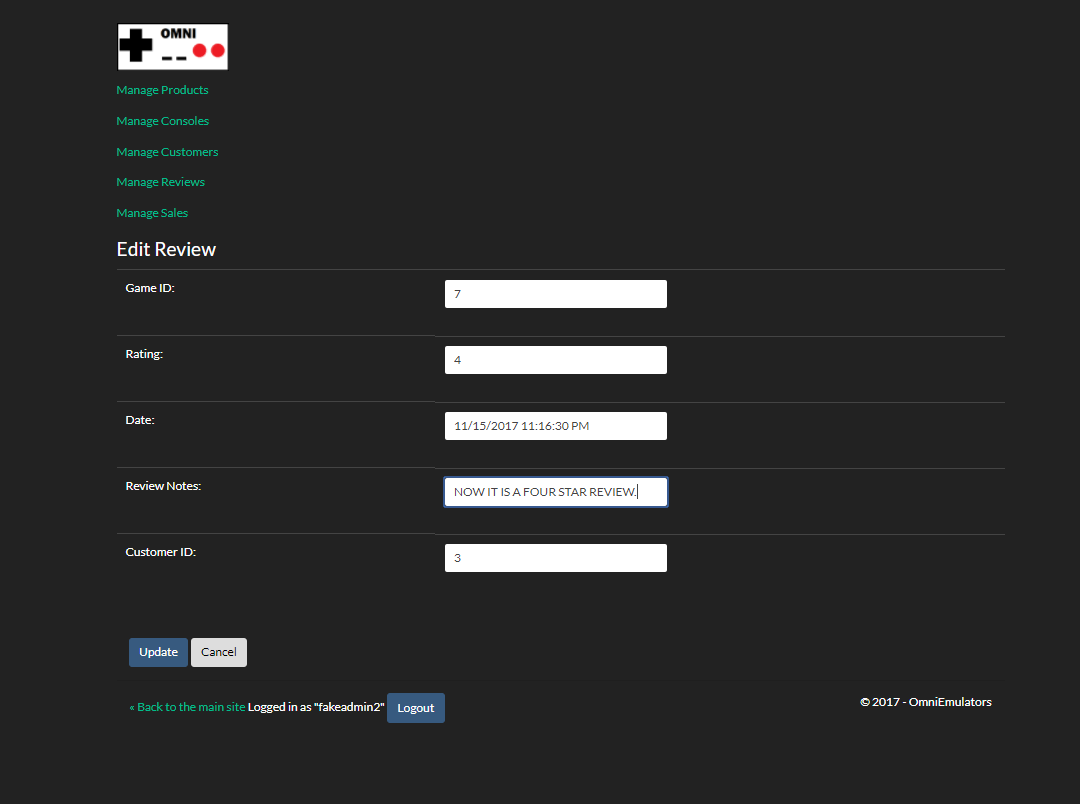 OMNI
Manage Products
Manage Consoles
Manage Customers
Manage Reviews
Manage Sales
Edit Review
Game ID: 7
Rating: 4
Date: 11/15/2017 11:16:30 PM
Review Notes: NOW IT IS A FOUR STAR REVIEW.
Customer ID: 3
Update Cancel
« Back to the main site Logged in as "fakeadmin2" Logout © 2017 - OmniEmulators